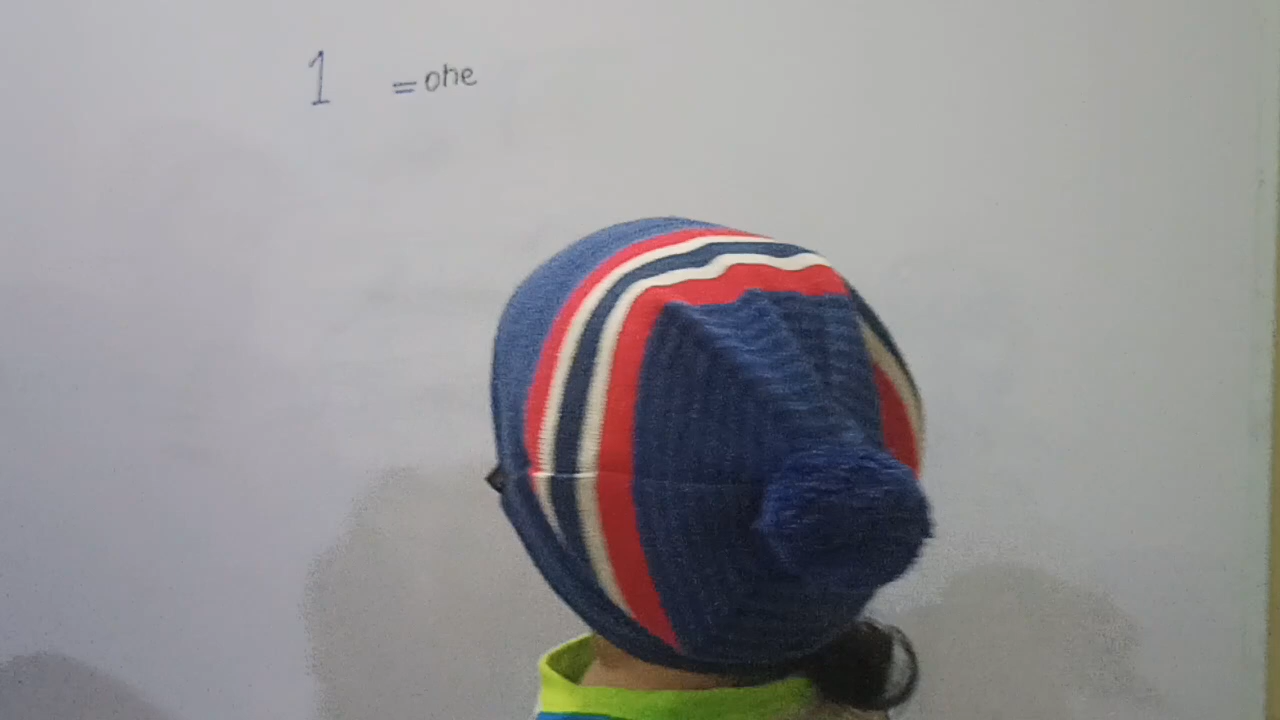 1 = one